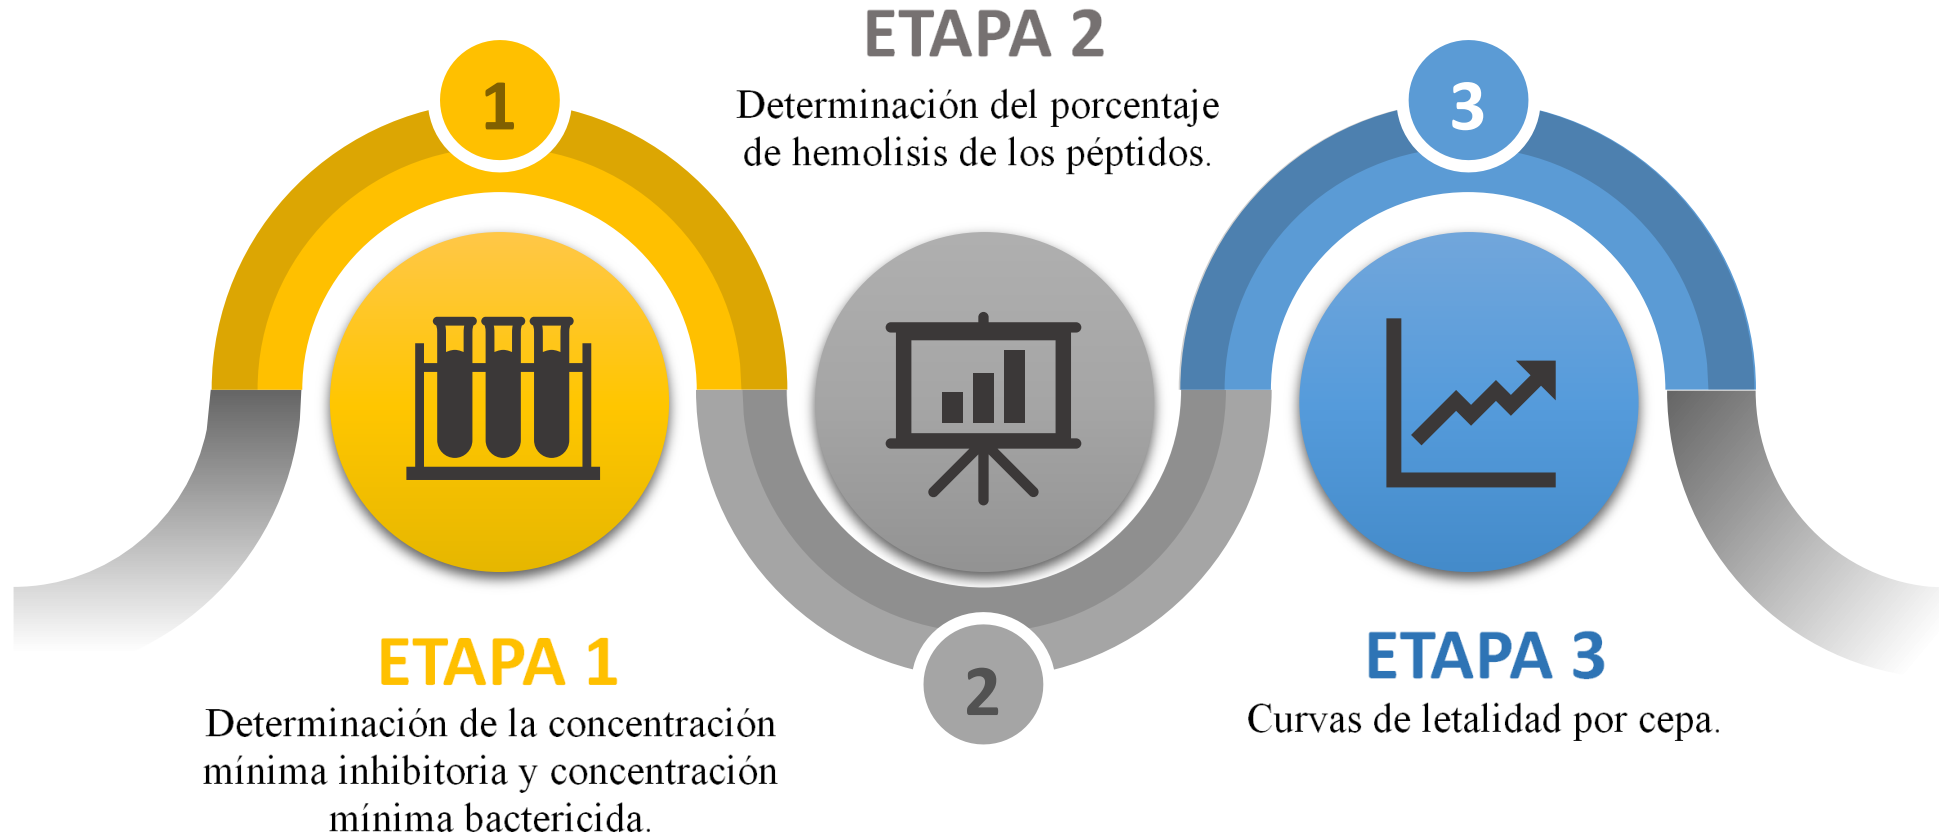 1
ETAPA 1
Determinación de la concentración
mínima inhibitoria y concentración
mínima bactericida.
ETAPA 2
Determinación del porcentaje
de hemolisis de los péptidos.
2
3
ETAPA 3
Curvas de letalidad por cepa.